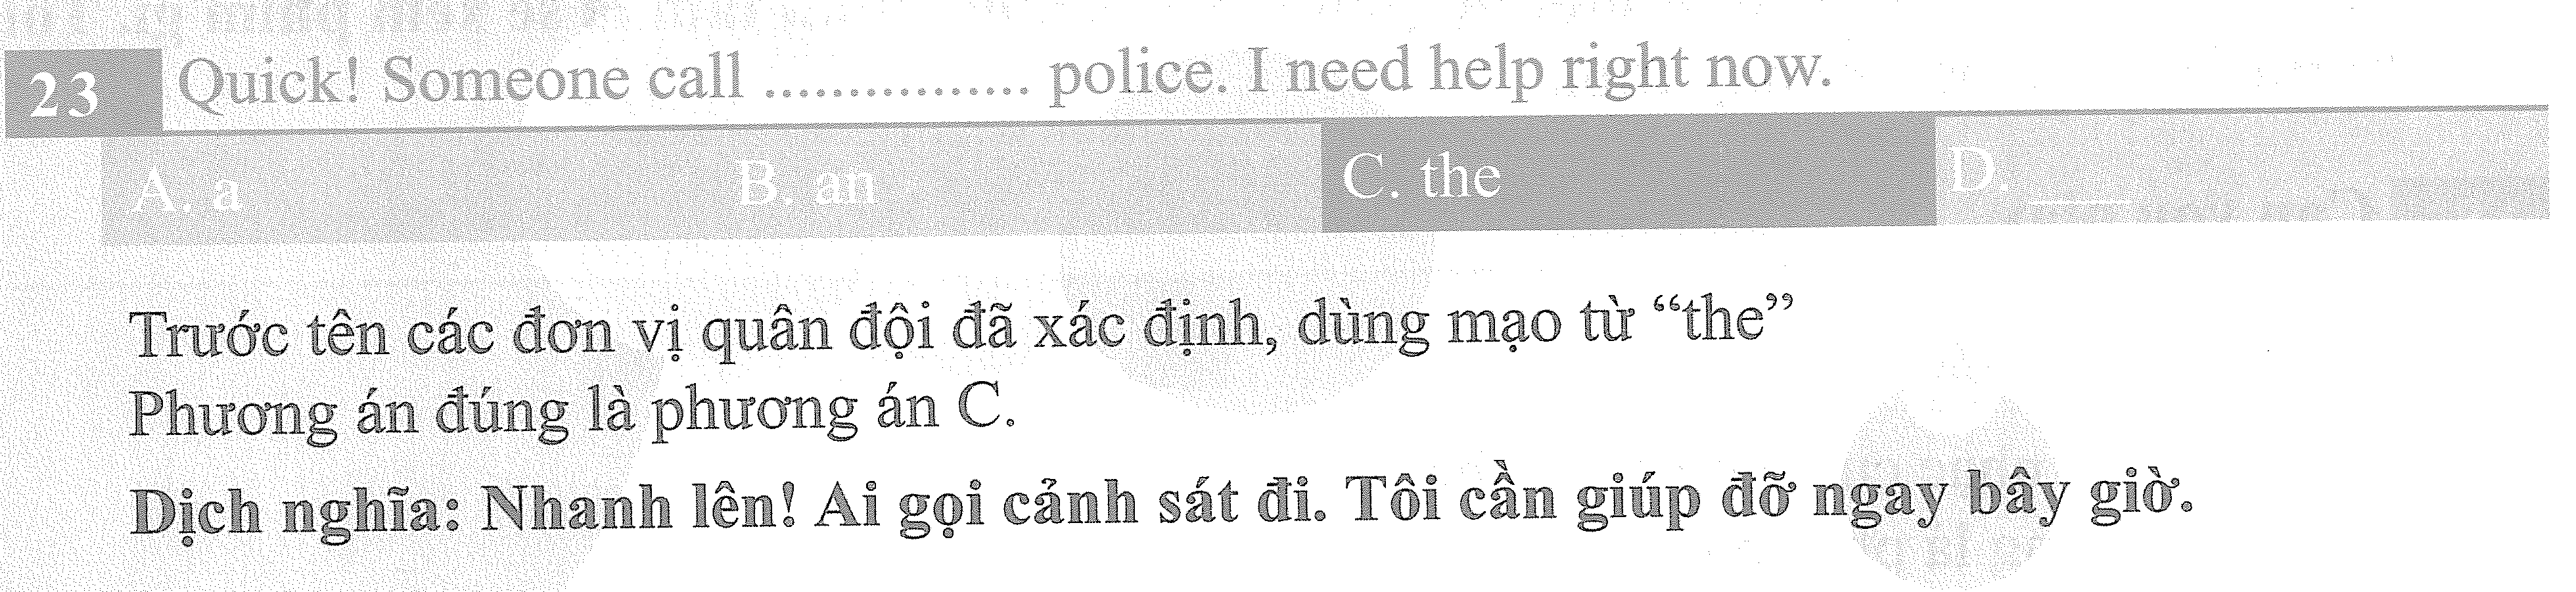 23 Quick! Someone call ............... police. I need help right now.
A. a B. an C. the D. ____
Trước tên các đơn vị quân đội đã xác định, dùng mạo từ “the”
Phương án đúng là phương án C.
Dịch nghĩa: Nhanh lên! Ai gọi cảnh sát đi. Tôi cần giúp đỡ ngay bây giờ.